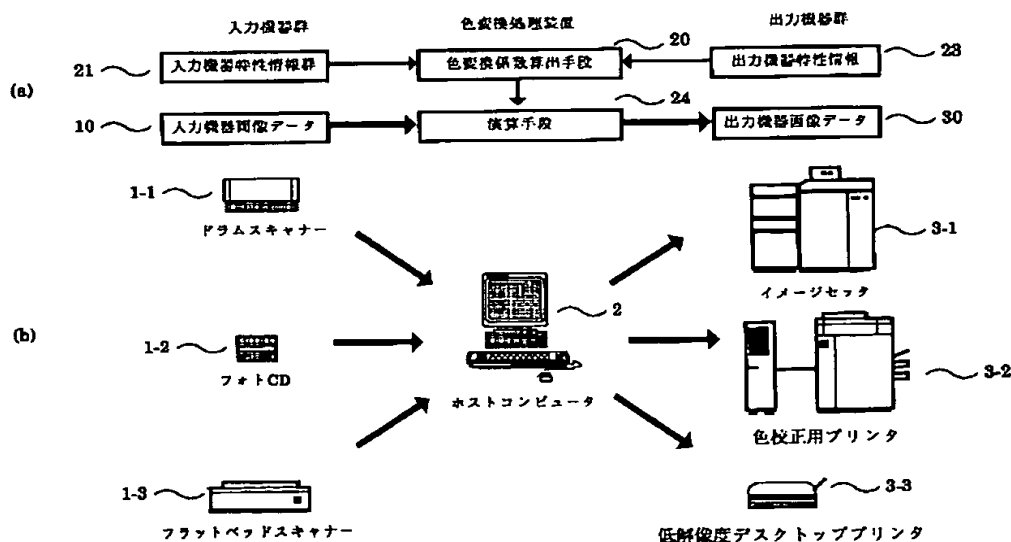 入力機器群 色変換処理装置 出力機器群
21 20 23
(a) 入力機器特性情報群 色変換係数算出手段 出力機器特性情報
10 24 30
入力機器画像データ 演算手段 出力機器画像データ
1-1
ドラムスキャナー
3-1
イメージセッタ
(b)
2
1-2
フォトCD
ホストコンピュータ
3-2
色校正用プリンタ
1-3
フラットベッドスキャナー
3-3
低解像度デスクトッププリンタ